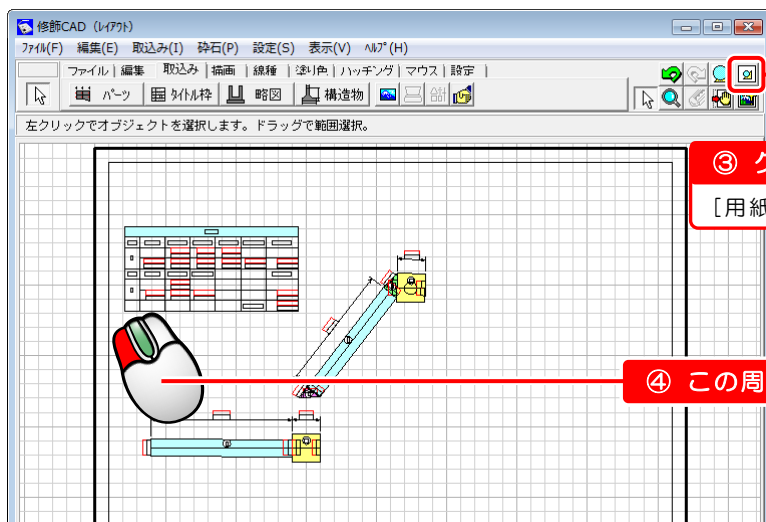 修飾CAD (ﾚｲｱｳﾄ)
ﾌｧｲﾙ(F) 編集(E) 取込み(I) 砕石(P) 設定(S) 表示(V) ﾍﾙﾌﾟ(H)
ファイル 編集 取込み 描画 線種 塗り色 ハッチング マウス 設定
ﾊﾟｰﾂ ﾀｲﾄﾙ枠 略図 構造物
左クリックでオブジェクトを選択します。ドラッグで範囲選択。
③ ク
［用紙
④ この周